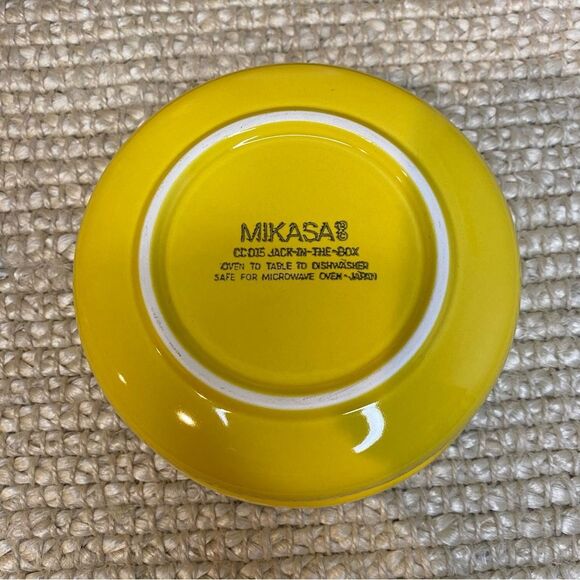 MIKASA
CC015 JACK-IN-THE-BOX
OVEN TO TABLE TO DISHWASHER
SAFE FOR MICROWAVE OVEN-JAPAN